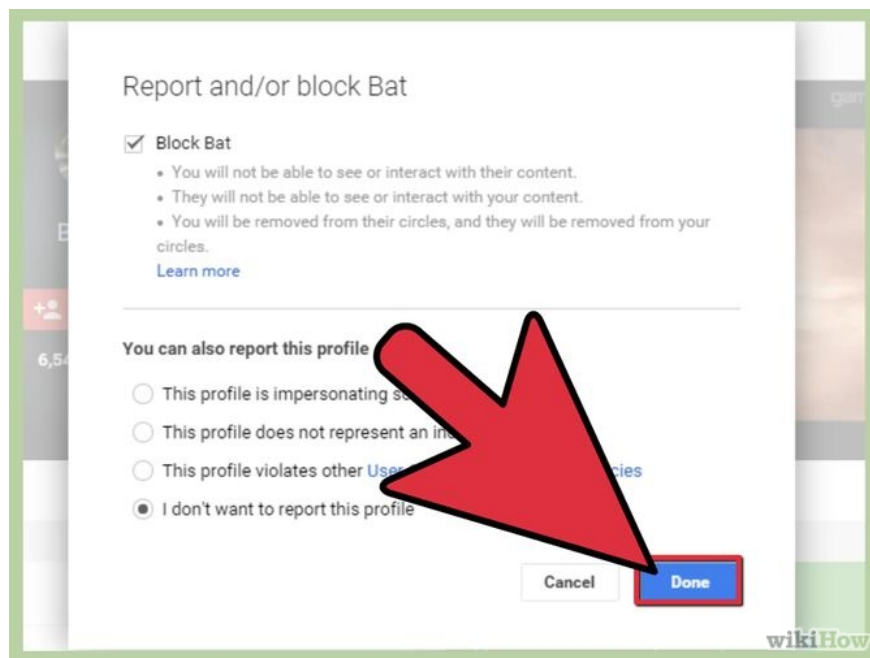 Report and/or block Bat
Block Bat
• You will not be able to see or interact with their content.
• They will not be able to see or interact with your content.
• You will be removed from their circles, and they will be removed from your
circles.
Learn more
You can also report this profile
This profile is impersonating
This profile does not represent an
This profile violates other User
I don't want to report this profile
Cancel
Done
wikiHow